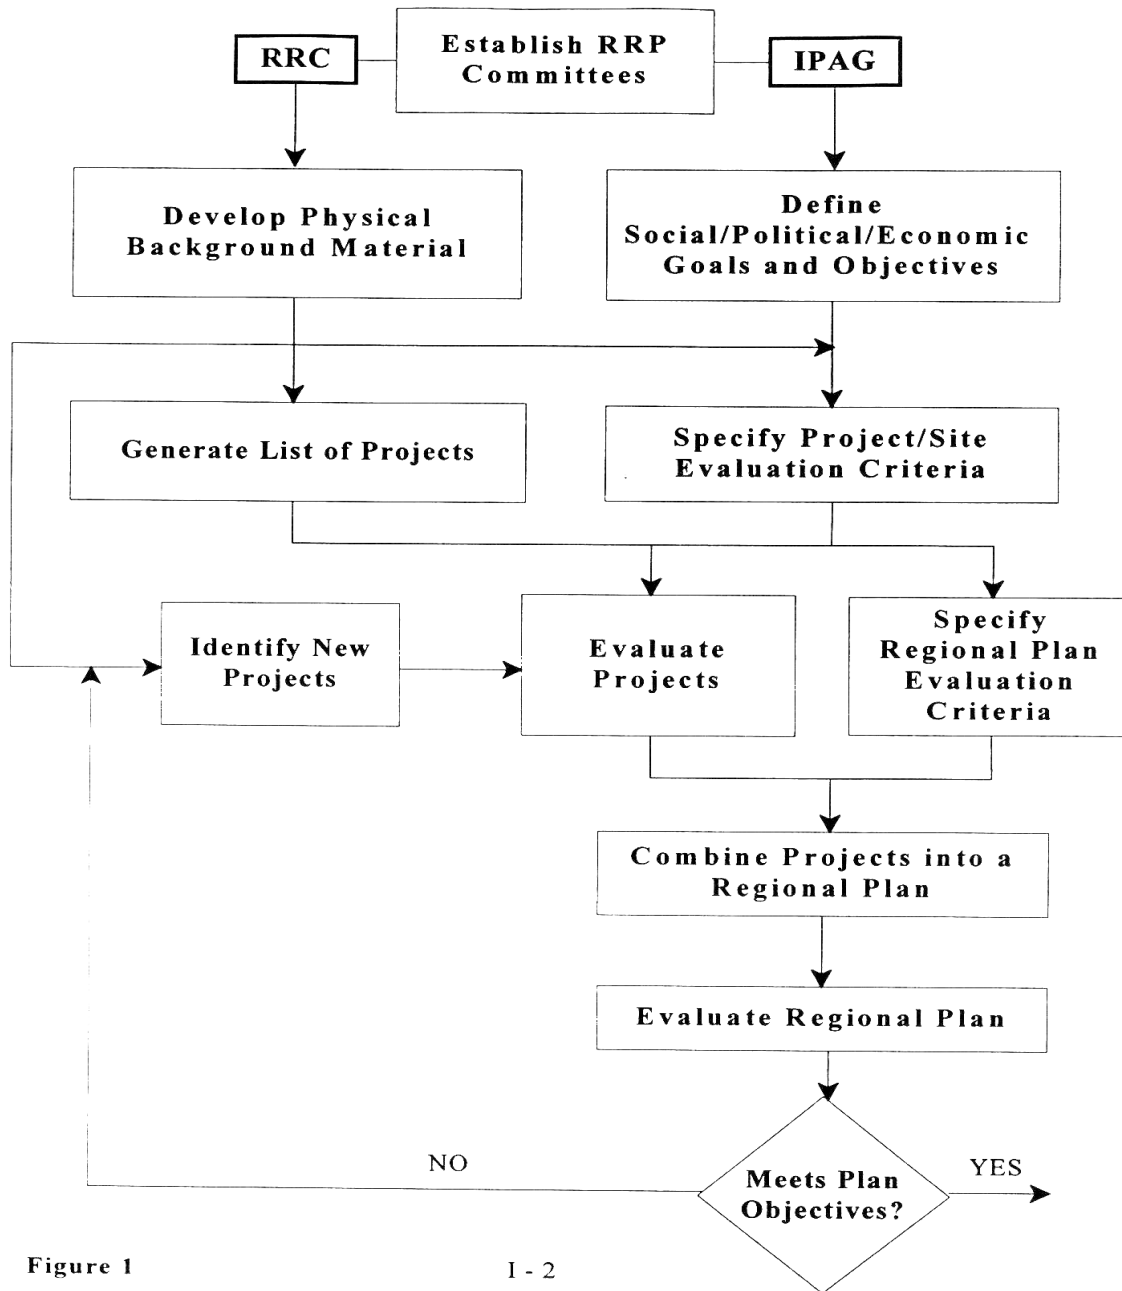 Establish RRP
Committees
RRC
IPAG
Develop Physical
Background Material
Define
Social/Political/Economic
Goals and Objectives
Generate List of Projects
Specify Project/Site
Evaluation Criteria
Identify New
Projects
Evaluate
Projects
Specify
Regional Plan
Evaluation
Criteria
Combine Projects into a
Regional Plan
Evaluate Regional Plan
Meets Plan
Objectives?
NO
YES
Figure 1
I - 2